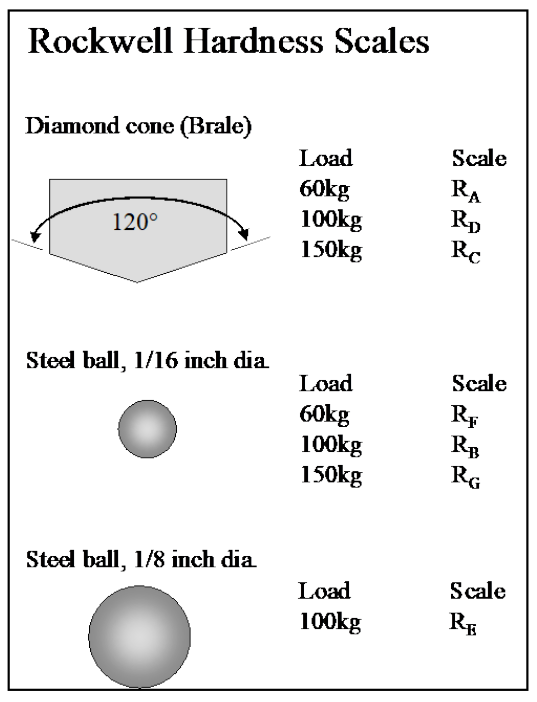 Rockwell Hardness Scales
Diamond cone (Brale)
Load Scale
60kg R_A
100kg R_D
150kg R_C
120°
Steel ball, 1/16 inch dia.
Load Scale
60kg R_F
100kg R_B
150kg R_G
Steel ball, 1/8 inch dia.
Load Scale
100kg R_E